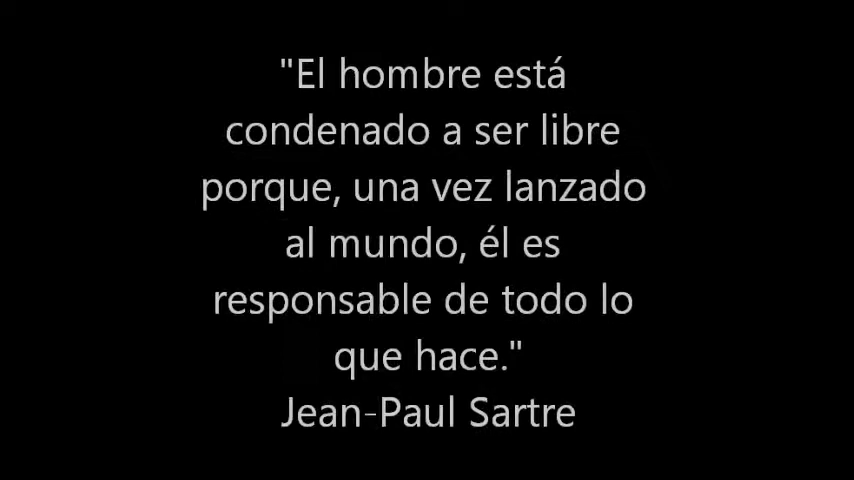 "El hombre está
condenado a ser libre
porque, una vez lanzado
al mundo, él es
responsable de todo lo
que hace."
Jean-Paul Sartre